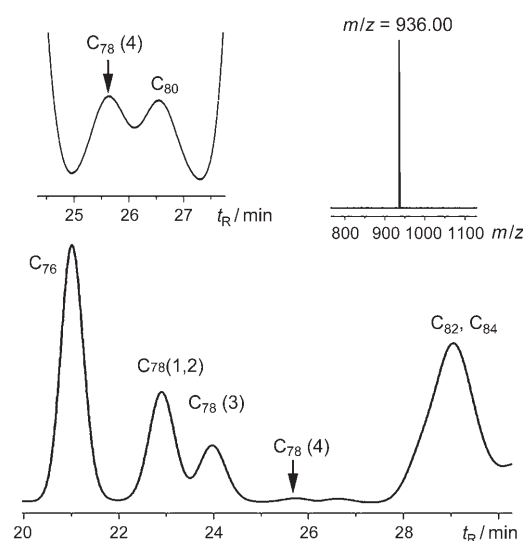 m/z = 936.00
C78 (4)
C80
25 26 27 tR / min
800 900 1000 1100 m/z
C76
C82, C84
C78(1,2)
C78 (3)
C78 (4)
20 22 24 26 28 tR / min